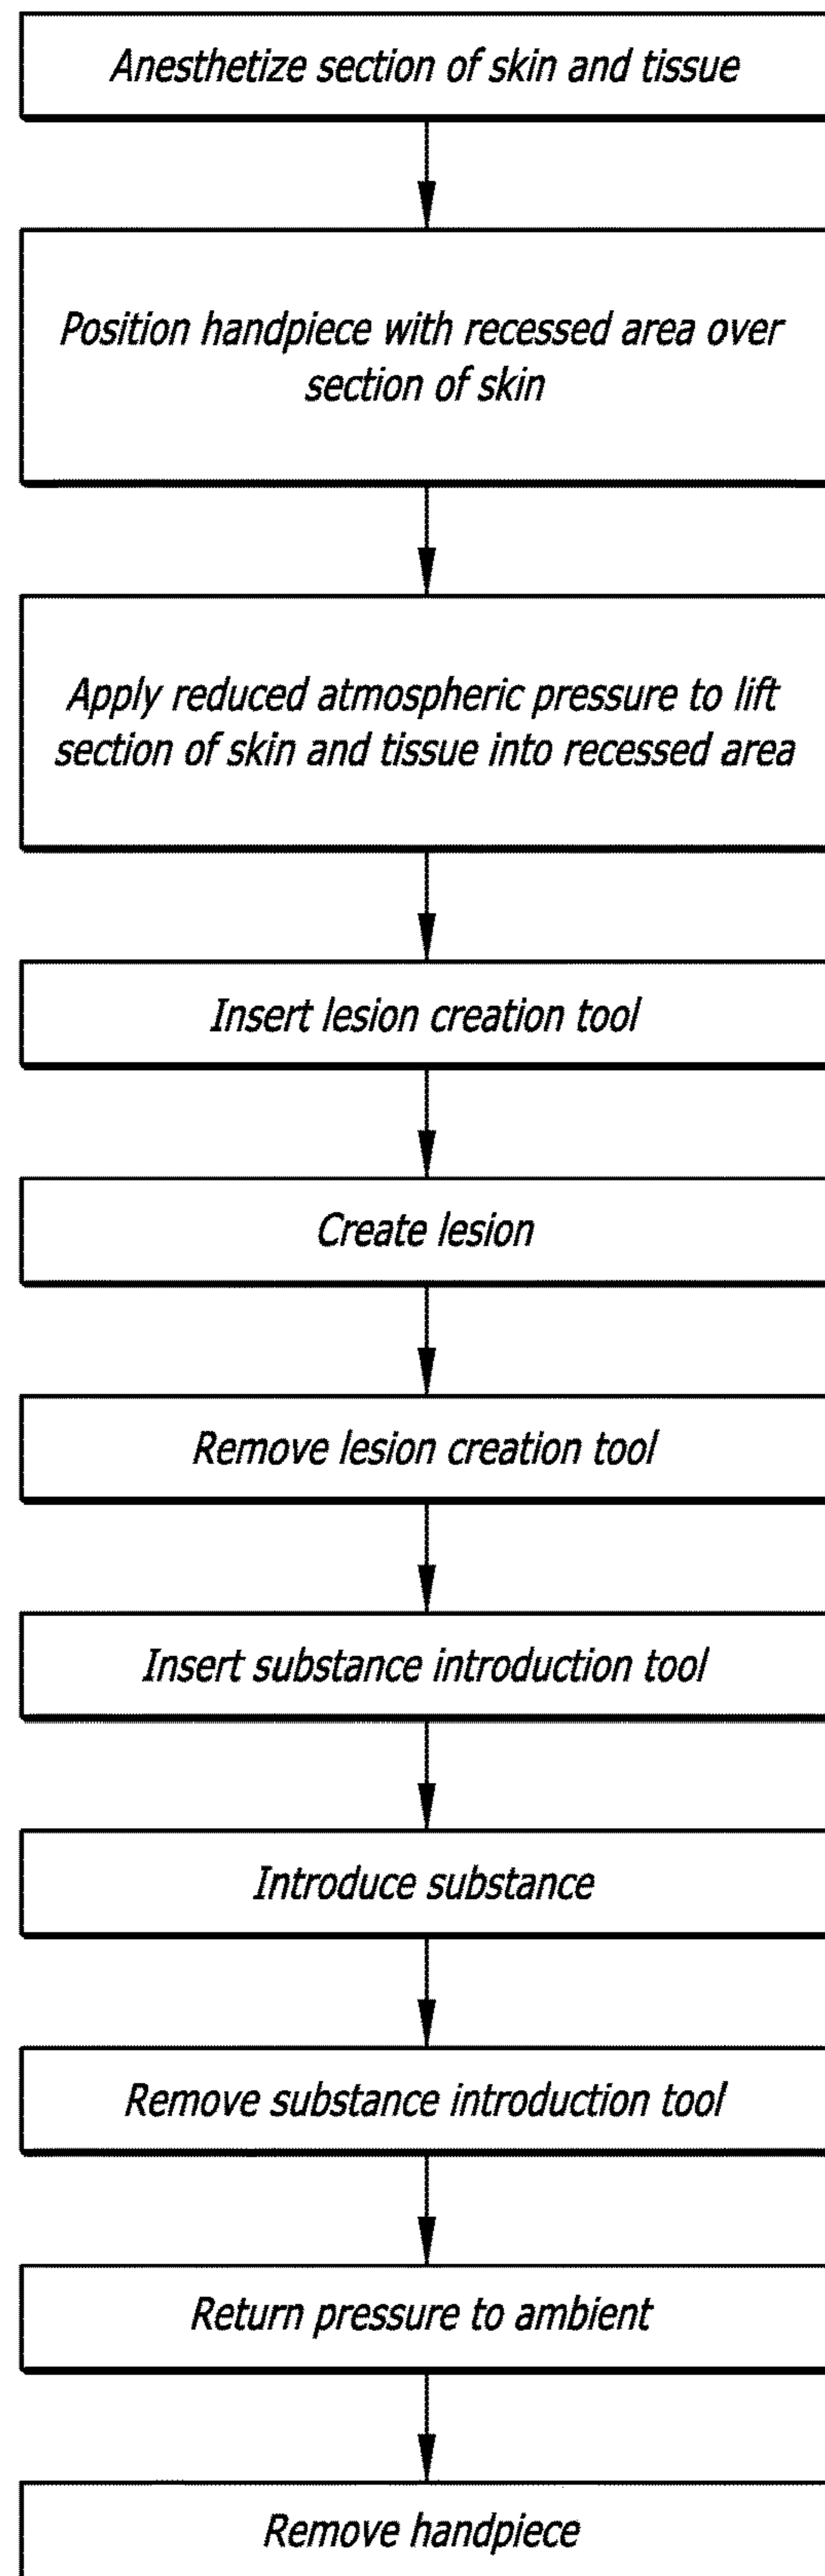 Anesthetize section of skin and tissue
Position handpiece with recessed area over
section of skin
Apply reduced atmospheric pressure to lift
section of skin and tissue into recessed area
Insert lesion creation tool
Create lesion
Remove lesion creation tool
Insert substance introduction tool
Introduce substance
Remove substance introduction tool
Return pressure to ambient
Remove handpiece